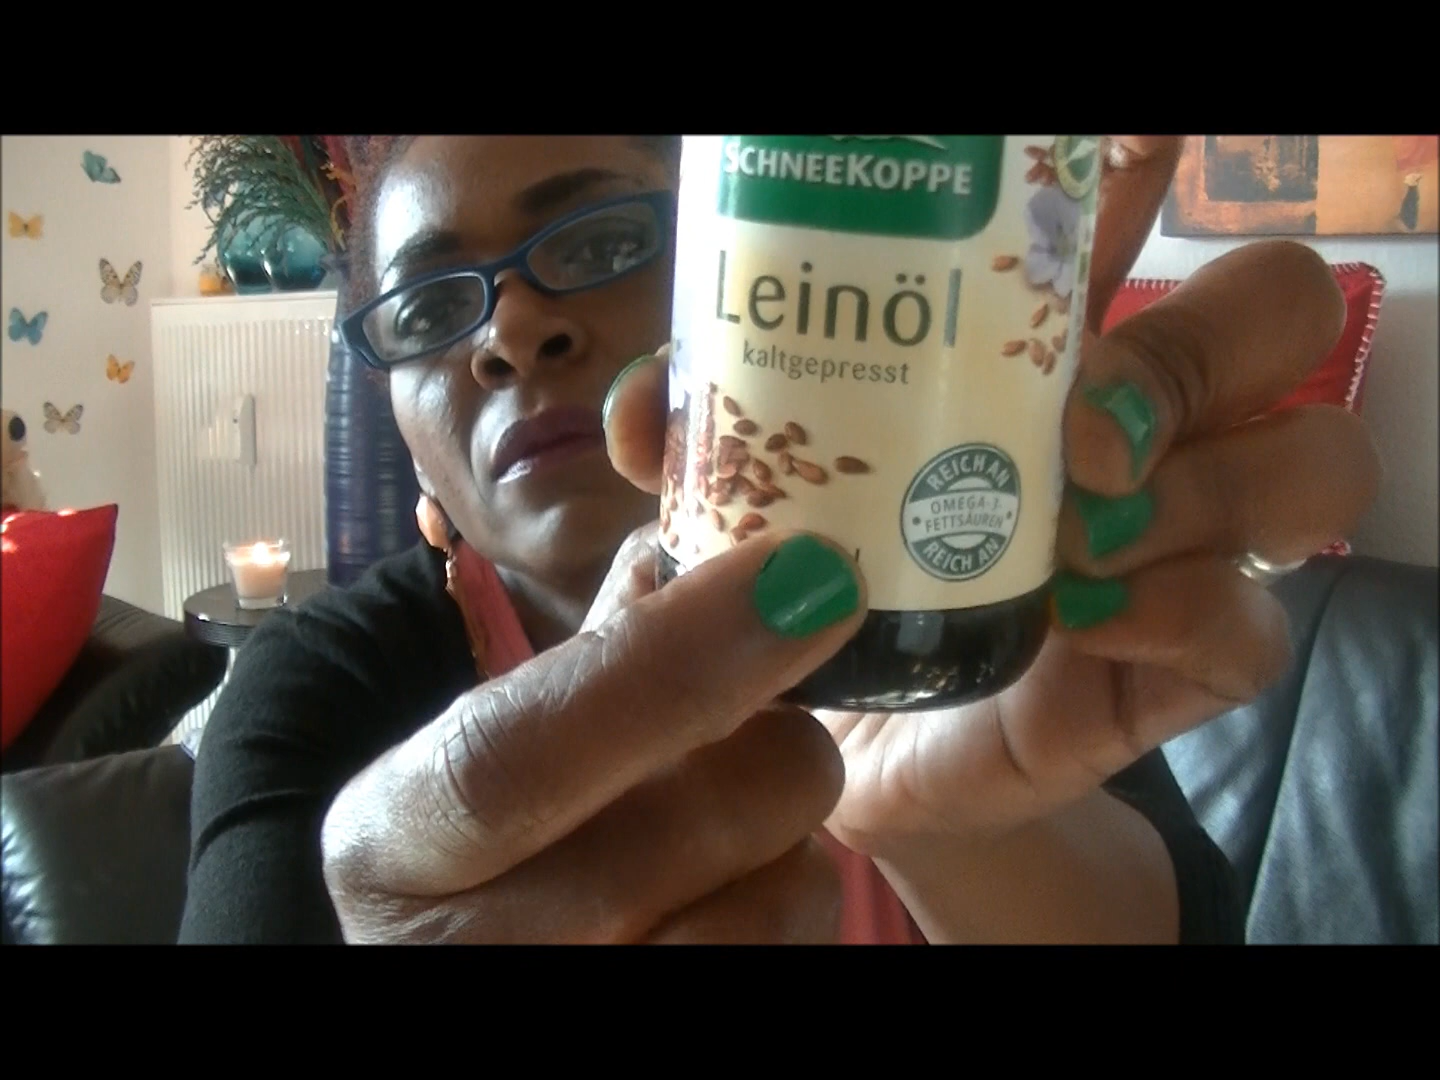 SCHNEEKOPPE
Leinöl
kaltgepresst
REICH AN
OMEGA-3-
FETTSÄUREN
REICH AN